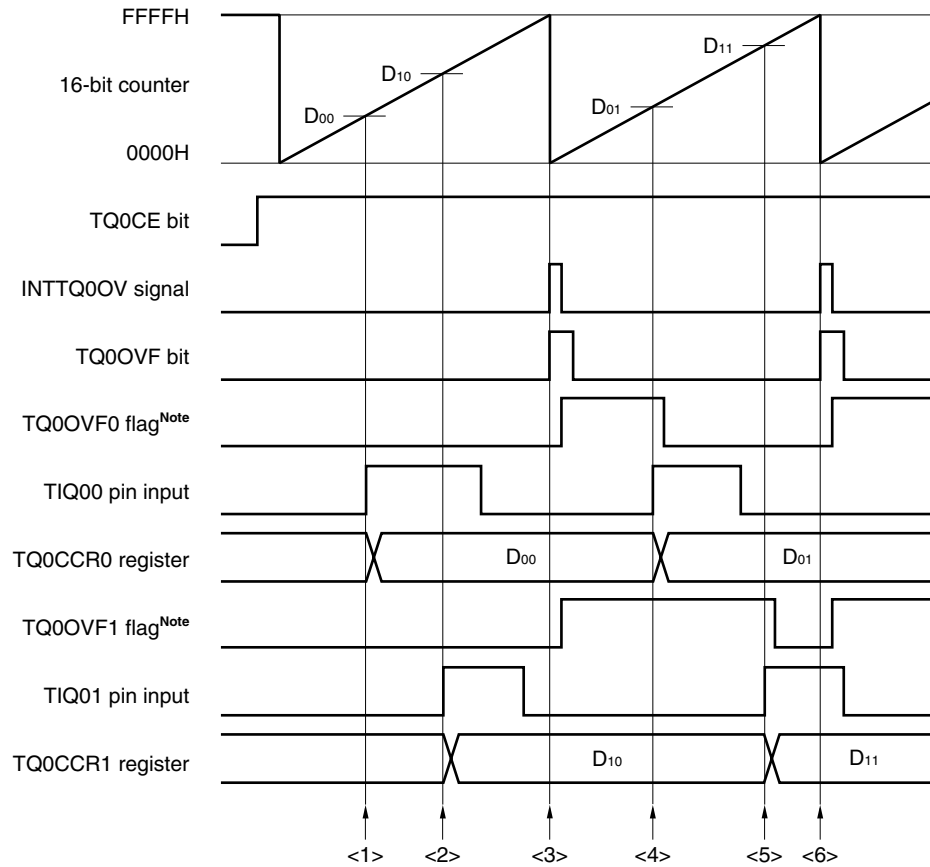 FFFFH
D11
D10
16-bit counter
D00
D01
0000H
TQ0CE bit
INTTQ0OV signal
TQ0OVF bit
TQ0OVF0 flagNote
TIQ00 pin input
TQ0CCR0 register D00 D01
TQ0OVF1 flagNote
TIQ01 pin input
TQ0CCR1 register D10 D11
<1> <2> <3> <4> <5> <6>